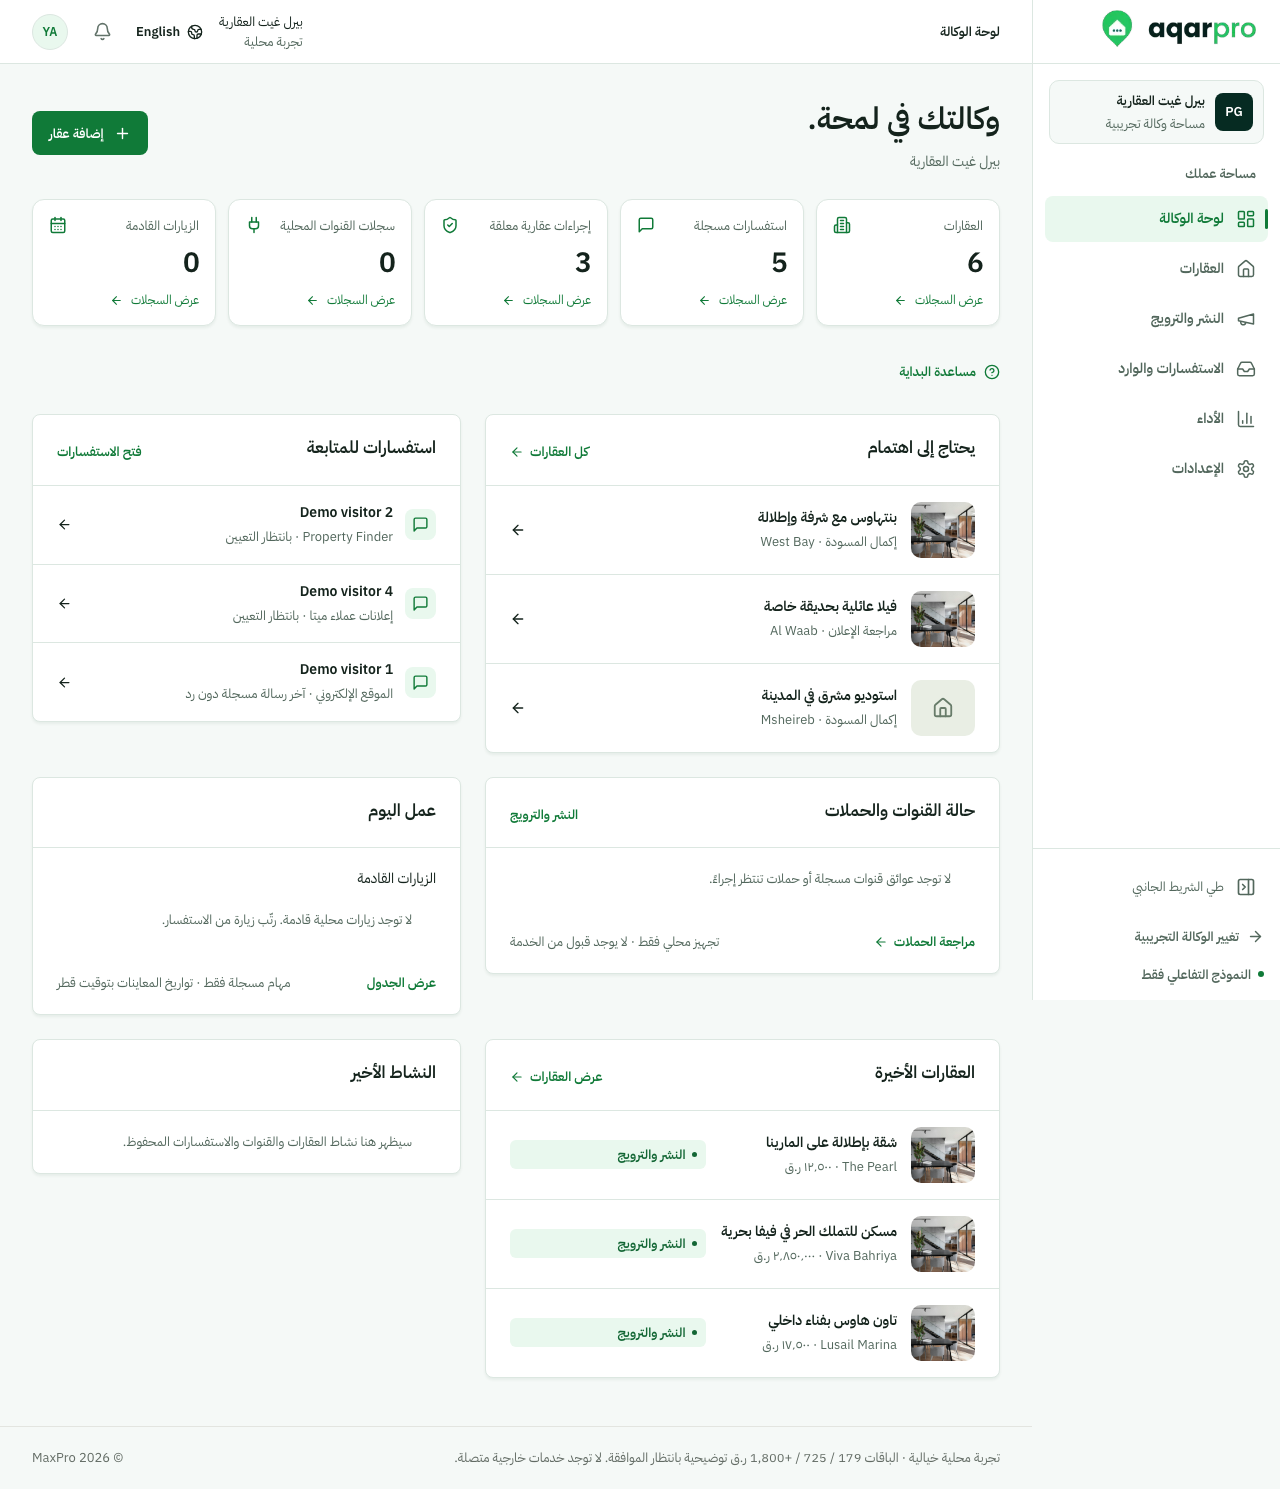 aqarpro
لوحة الوكالة
بيرل غيت العقارية
تجربة محلية
English
YA
PG
بيرل غيت العقارية
مساحة وكالة تجريبية
مساحة عملك
لوحة الوكالة
العقارات
النشر والترويج
الاستفسارات والوارد
الأداء
الإعدادات
طي الشريط الجانبي
تغيير الوكالة التجريبية
النموذج التفاعلي فقط
وكالتك في لمحة.
بيرل غيت العقارية
إضافة عقار
العقارات
6
عرض السجلات
استفسارات مسجلة
5
عرض السجلات
إجراءات عقارية معلقة
3
عرض السجلات
سجلات القنوات المحلية
0
عرض السجلات
الزيارات القادمة
0
عرض السجلات
مساعدة البداية
يحتاج إلى اهتمام
كل العقارات
بنتهاوس مع شرفة وإطلالة
إكمال المسودة · West Bay
فيلا عائلية بحديقة خاصة
مراجعة الإعلان · Al Waab
استوديو مشرق في المدينة
إكمال المسودة · Msheireb
استفسارات للمتابعة
فتح الاستفسارات
Demo visitor 2
Property Finder · بانتظار التعيين
Demo visitor 4
إعلانات عملاء ميتا · بانتظار التعيين
Demo visitor 1
الموقع الإلكتروني · آخر رسالة مسجلة دون رد
حالة القنوات والحملات
النشر والترويج
لا توجد عوائق قنوات مسجلة أو حملات تنتظر إجراءً.
مراجعة الحملات
تجهيز محلي فقط · لا يوجد قبول من الخدمة
عمل اليوم
الزيارات القادمة
لا توجد زيارات محلية قادمة. رتّب زيارة من الاستفسار.
عرض الجدول
مهام مسجلة فقط · تواريخ المعاينات بتوقيت قطر
العقارات الأخيرة
عرض العقارات
شقة بإطلالة على المارينا
The Pearl · ١٢٬٥٠٠ ر.ق
النشر والترويج
مسكن للتملك الحر في فيفا بحرية
Viva Bahriya · ٢٬٨٥٠٬٠٠٠ ر.ق
النشر والترويج
تاون هاوس بفناء داخلي
Lusail Marina · ١٧٬٥٠٠ ر.ق
النشر والترويج
النشاط الأخير
سيظهر هنا نشاط العقارات والقنوات والاستفسارات المحفوظ.
تجربة محلية خيالية · الباقات 179 / 725 / +1,800 ر.ق توضيحية بانتظار الموافقة. لا توجد خدمات خارجية متصلة.
© 2026 MaxPro